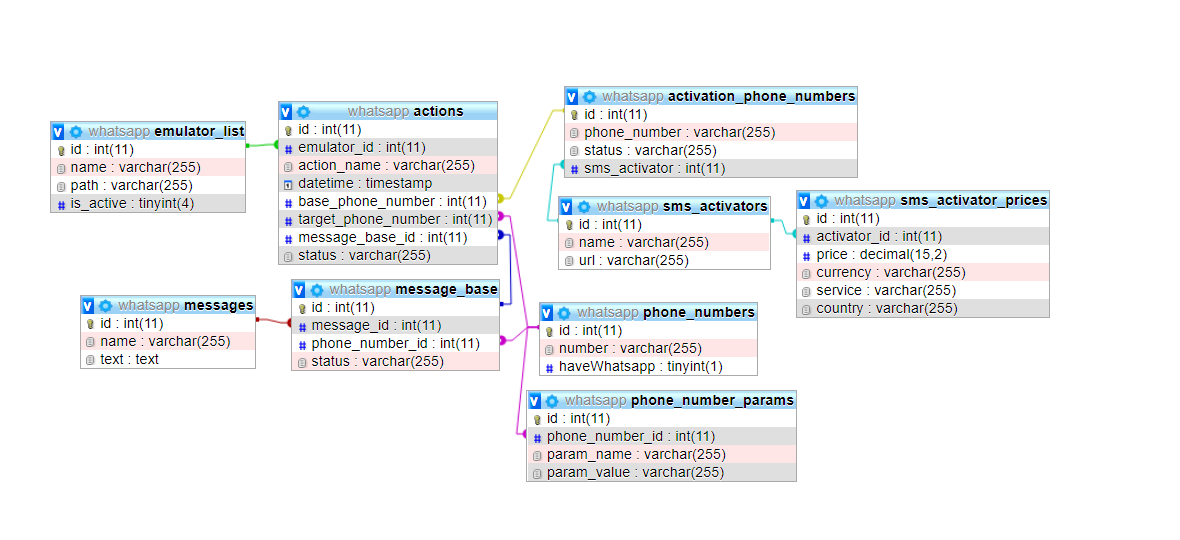 whatsapp emulator_list
id : int(11)
name : varchar(255)
path : varchar(255)
is_active : tinyint(4)
whatsapp actions
id : int(11)
emulator_id : int(11)
action_name : varchar(255)
datetime : timestamp
base_phone_number : int(11)
target_phone_number : int(11)
message_base_id : int(11)
status : varchar(255)
whatsapp activation_phone_numbers
id : int(11)
phone_number : varchar(255)
status : varchar(255)
sms_activator : int(11)
whatsapp sms_activators
id : int(11)
name : varchar(255)
url : varchar(255)
whatsapp sms_activator_prices
id : int(11)
activator_id : int(11)
price : decimal(15,2)
currency : varchar(255)
service : varchar(255)
country : varchar(255)
whatsapp messages
id : int(11)
name : varchar(255)
text : text
whatsapp message_base
id : int(11)
message_id : int(11)
phone_number_id : int(11)
status : varchar(255)
whatsapp phone_numbers
id : int(11)
number : varchar(255)
haveWhatsapp : tinyint(1)
whatsapp phone_number_params
id : int(11)
phone_number_id : int(11)
param_name : varchar(255)
param_value : varchar(255)